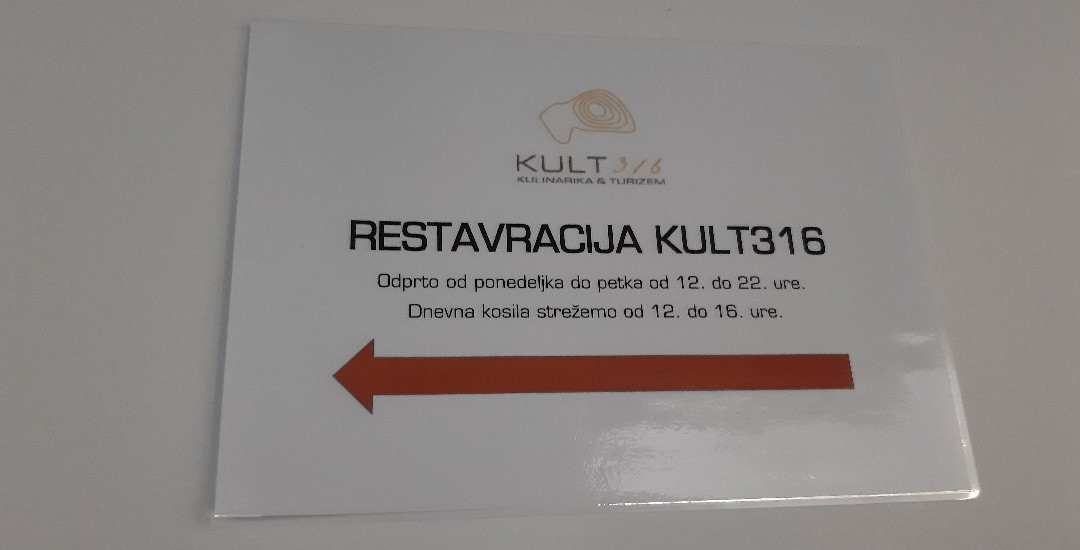 KULT316
KULINARIKA & TURIZEM
RESTAVRACIJA KULT316
Odprto od ponedeljka do petka od 12. do 22. ure.
Dnevna kosila strežemo od 12. do 16. ure.